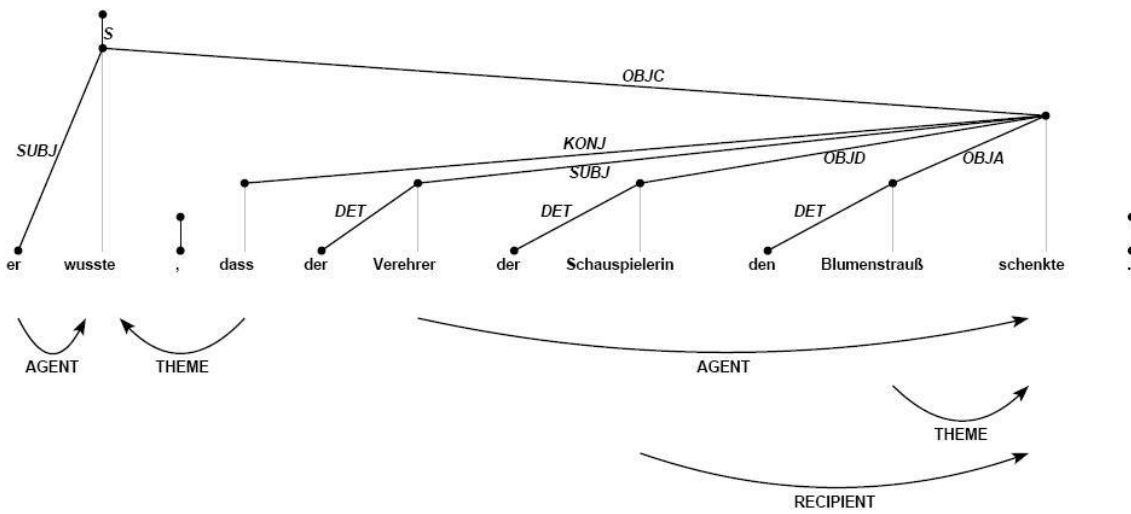 S
OBJC
SUBJ
KONJ
SUBJ
OBJD
OBJA
DET
DET
DET
er wusste , dass der Verehrer der Schauspielerin den Blumenstrauß schenkte .
AGENT THEME AGENT
THEME
RECIPIENT